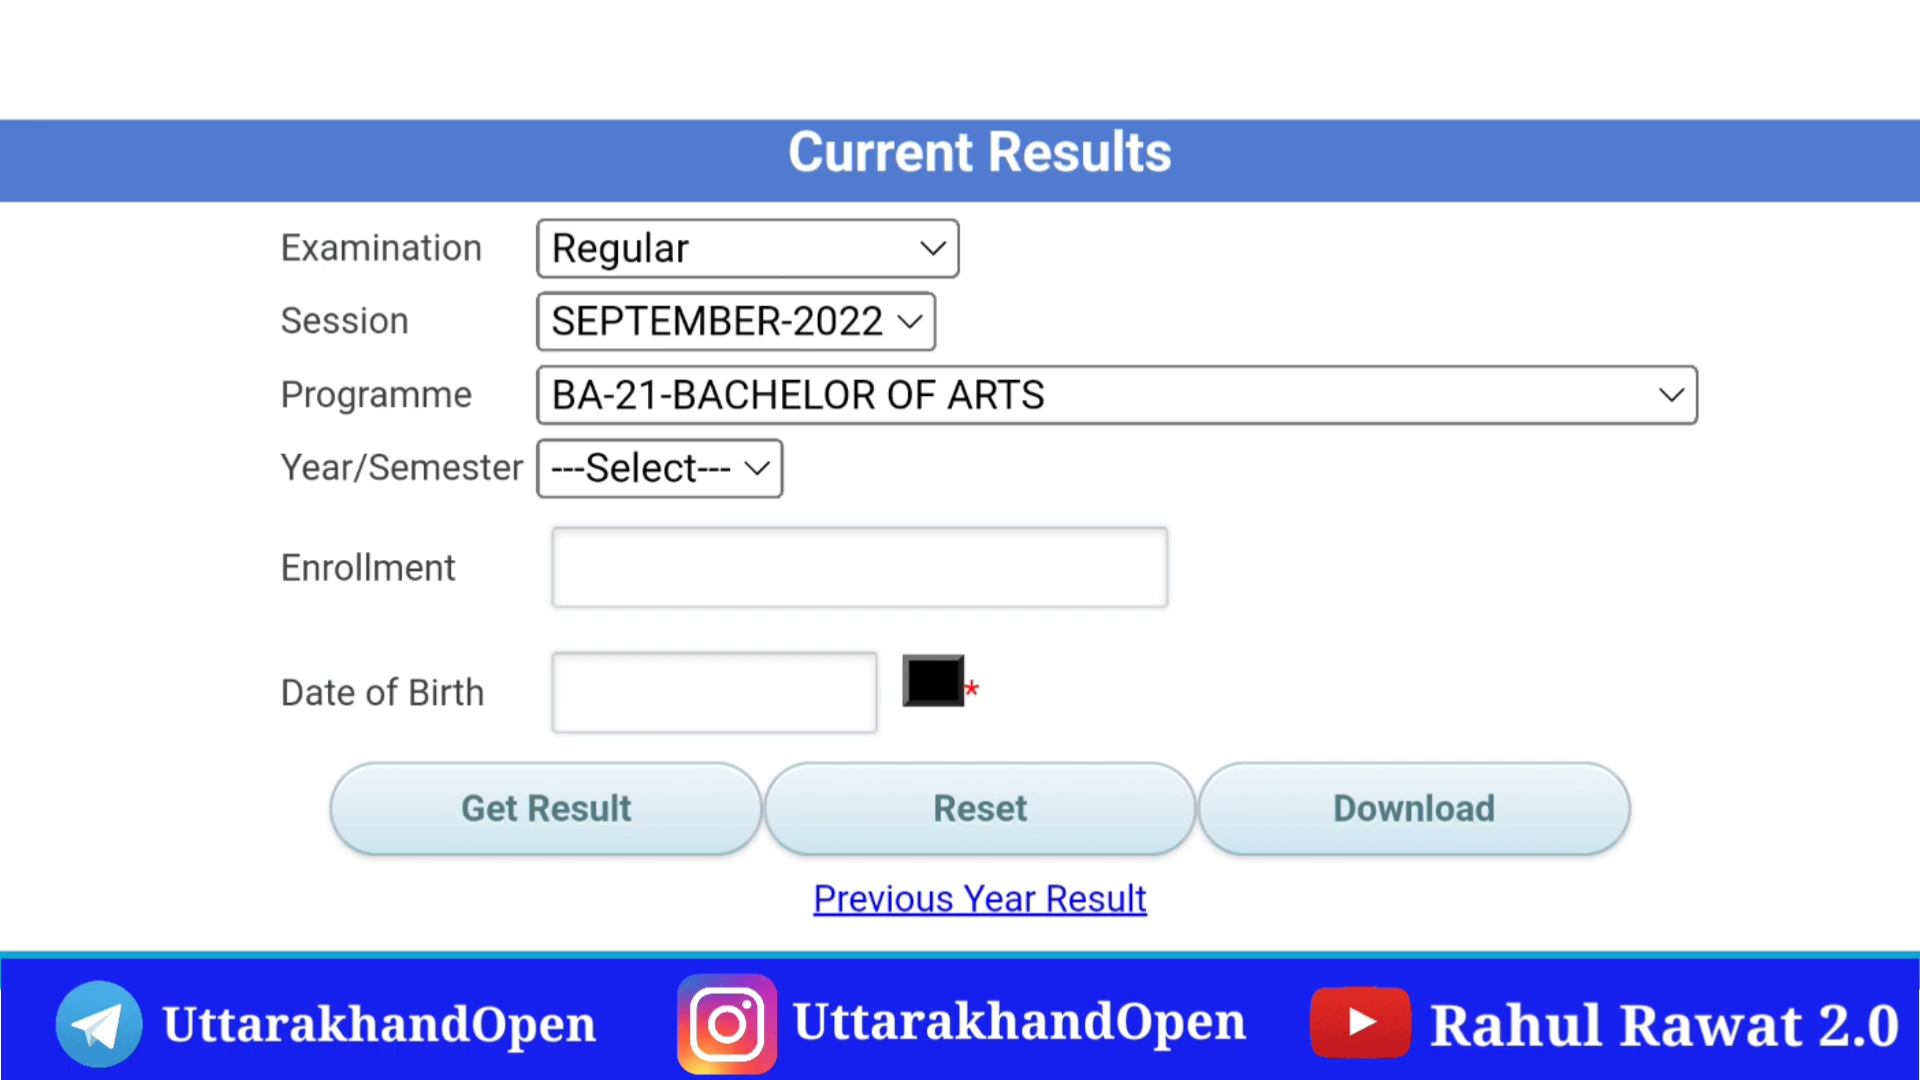 Current Results
Examination Regular
Session SEPTEMBER-2022
Programme BA-21-BACHELOR OF ARTS
Year/Semester ---Select---
Enrollment
Date of Birth *
Get Result Reset Download
Previous Year Result
UttarakhandOpen UttarakhandOpen Rahul Rawat 2.0